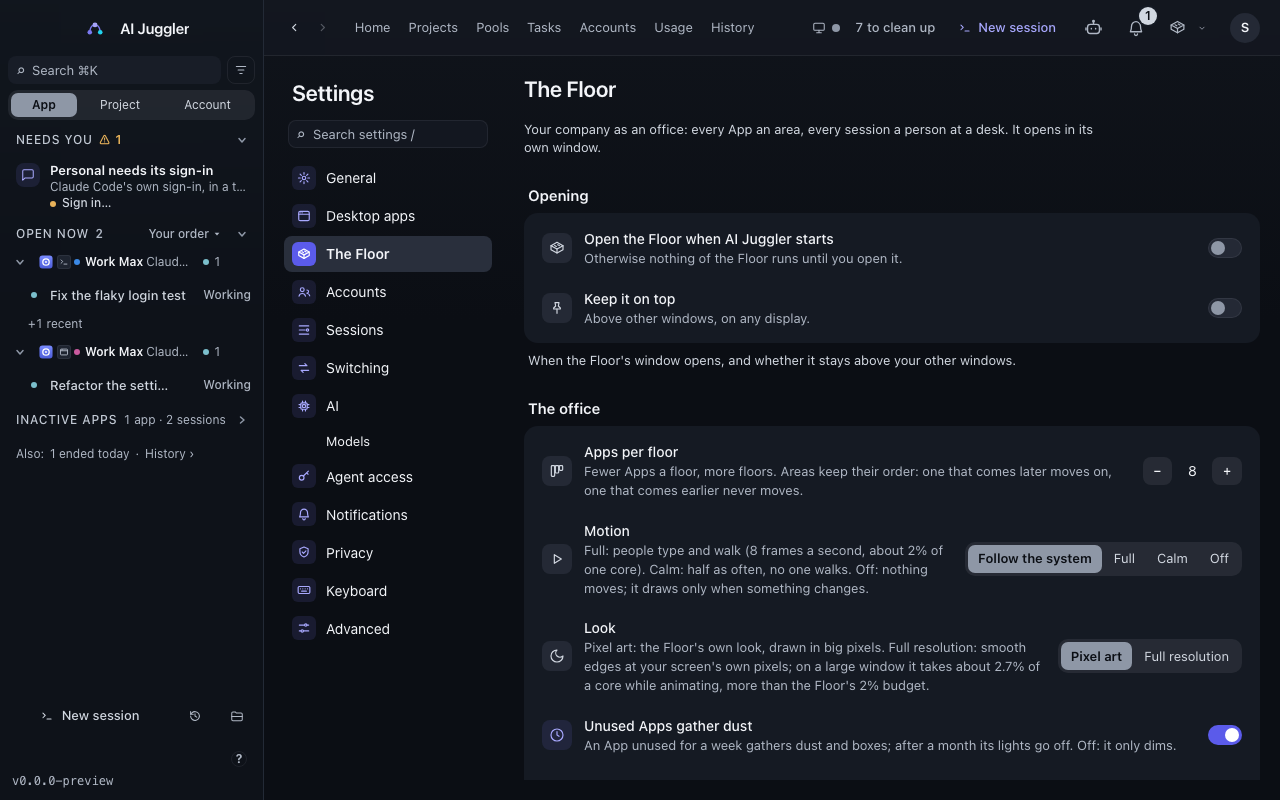 AI Juggler
Search ⌘K
App
Project
Account
NEEDS YOU 1
Personal needs its sign-in
Claude Code's own sign-in, in a t…
Sign in…
OPEN NOW 2
Your order
Work Max Claud… 1
Fix the flaky login test Working
+1 recent
Work Max Claud… 1
Refactor the setti… Working
INACTIVE APPS 1 app · 2 sessions
Also: 1 ended today · History ›
New session
?
v0.0.0-preview
Home
Projects
Pools
Tasks
Accounts
Usage
History
7 to clean up
New session
1
S
Settings
Search settings /
General
Desktop apps
The Floor
Accounts
Sessions
Switching
AI
Models
Agent access
Notifications
Privacy
Keyboard
Advanced
The Floor
Your company as an office: every App an area, every session a person at a desk. It opens in its
own window.
Opening
Open the Floor when AI Juggler starts
Otherwise nothing of the Floor runs until you open it.
Keep it on top
Above other windows, on any display.
When the Floor's window opens, and whether it stays above your other windows.
The office
Apps per floor
Fewer Apps a floor, more floors. Areas keep their order: one that comes later moves on,
one that comes earlier never moves.
− 8 +
Motion
Full: people type and walk (8 frames a second, about 2% of
one core). Calm: half as often, no one walks. Off: nothing
moves; it draws only when something changes.
Follow the system
Full
Calm
Off
Look
Pixel art: the Floor's own look, drawn in big pixels. Full resolution: smooth
edges at your screen's own pixels; on a large window it takes about 2.7% of
a core while animating, more than the Floor's 2% budget.
Pixel art
Full resolution
Unused Apps gather dust
An App unused for a week gathers dust and boxes; after a month its lights go off. Off: it only dims.